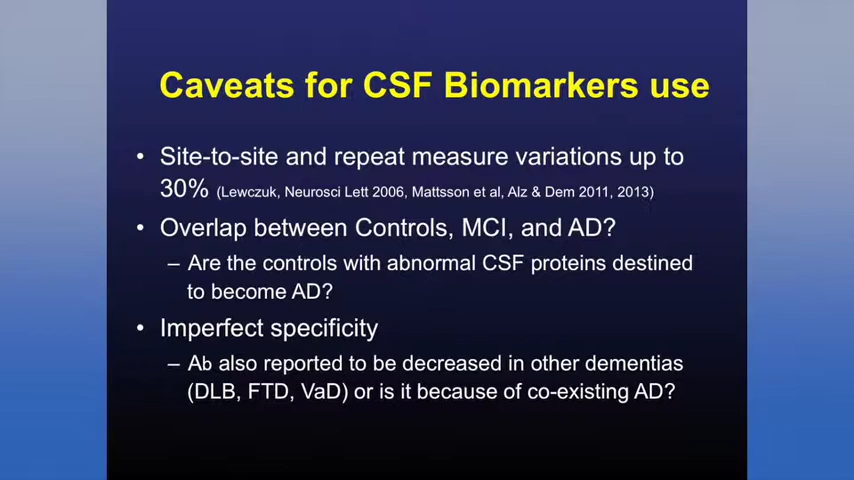 Caveats for CSF Biomarkers use
• Site-to-site and repeat measure variations up to
30% (Lewczuk, Neurosci Lett 2006, Mattsson et al, Alz & Dem 2011, 2013)
• Overlap between Controls, MCI, and AD?
– Are the controls with abnormal CSF proteins destined
to become AD?
• Imperfect specificity
– Ab also reported to be decreased in other dementias
(DLB, FTD, VaD) or is it because of co-existing AD?